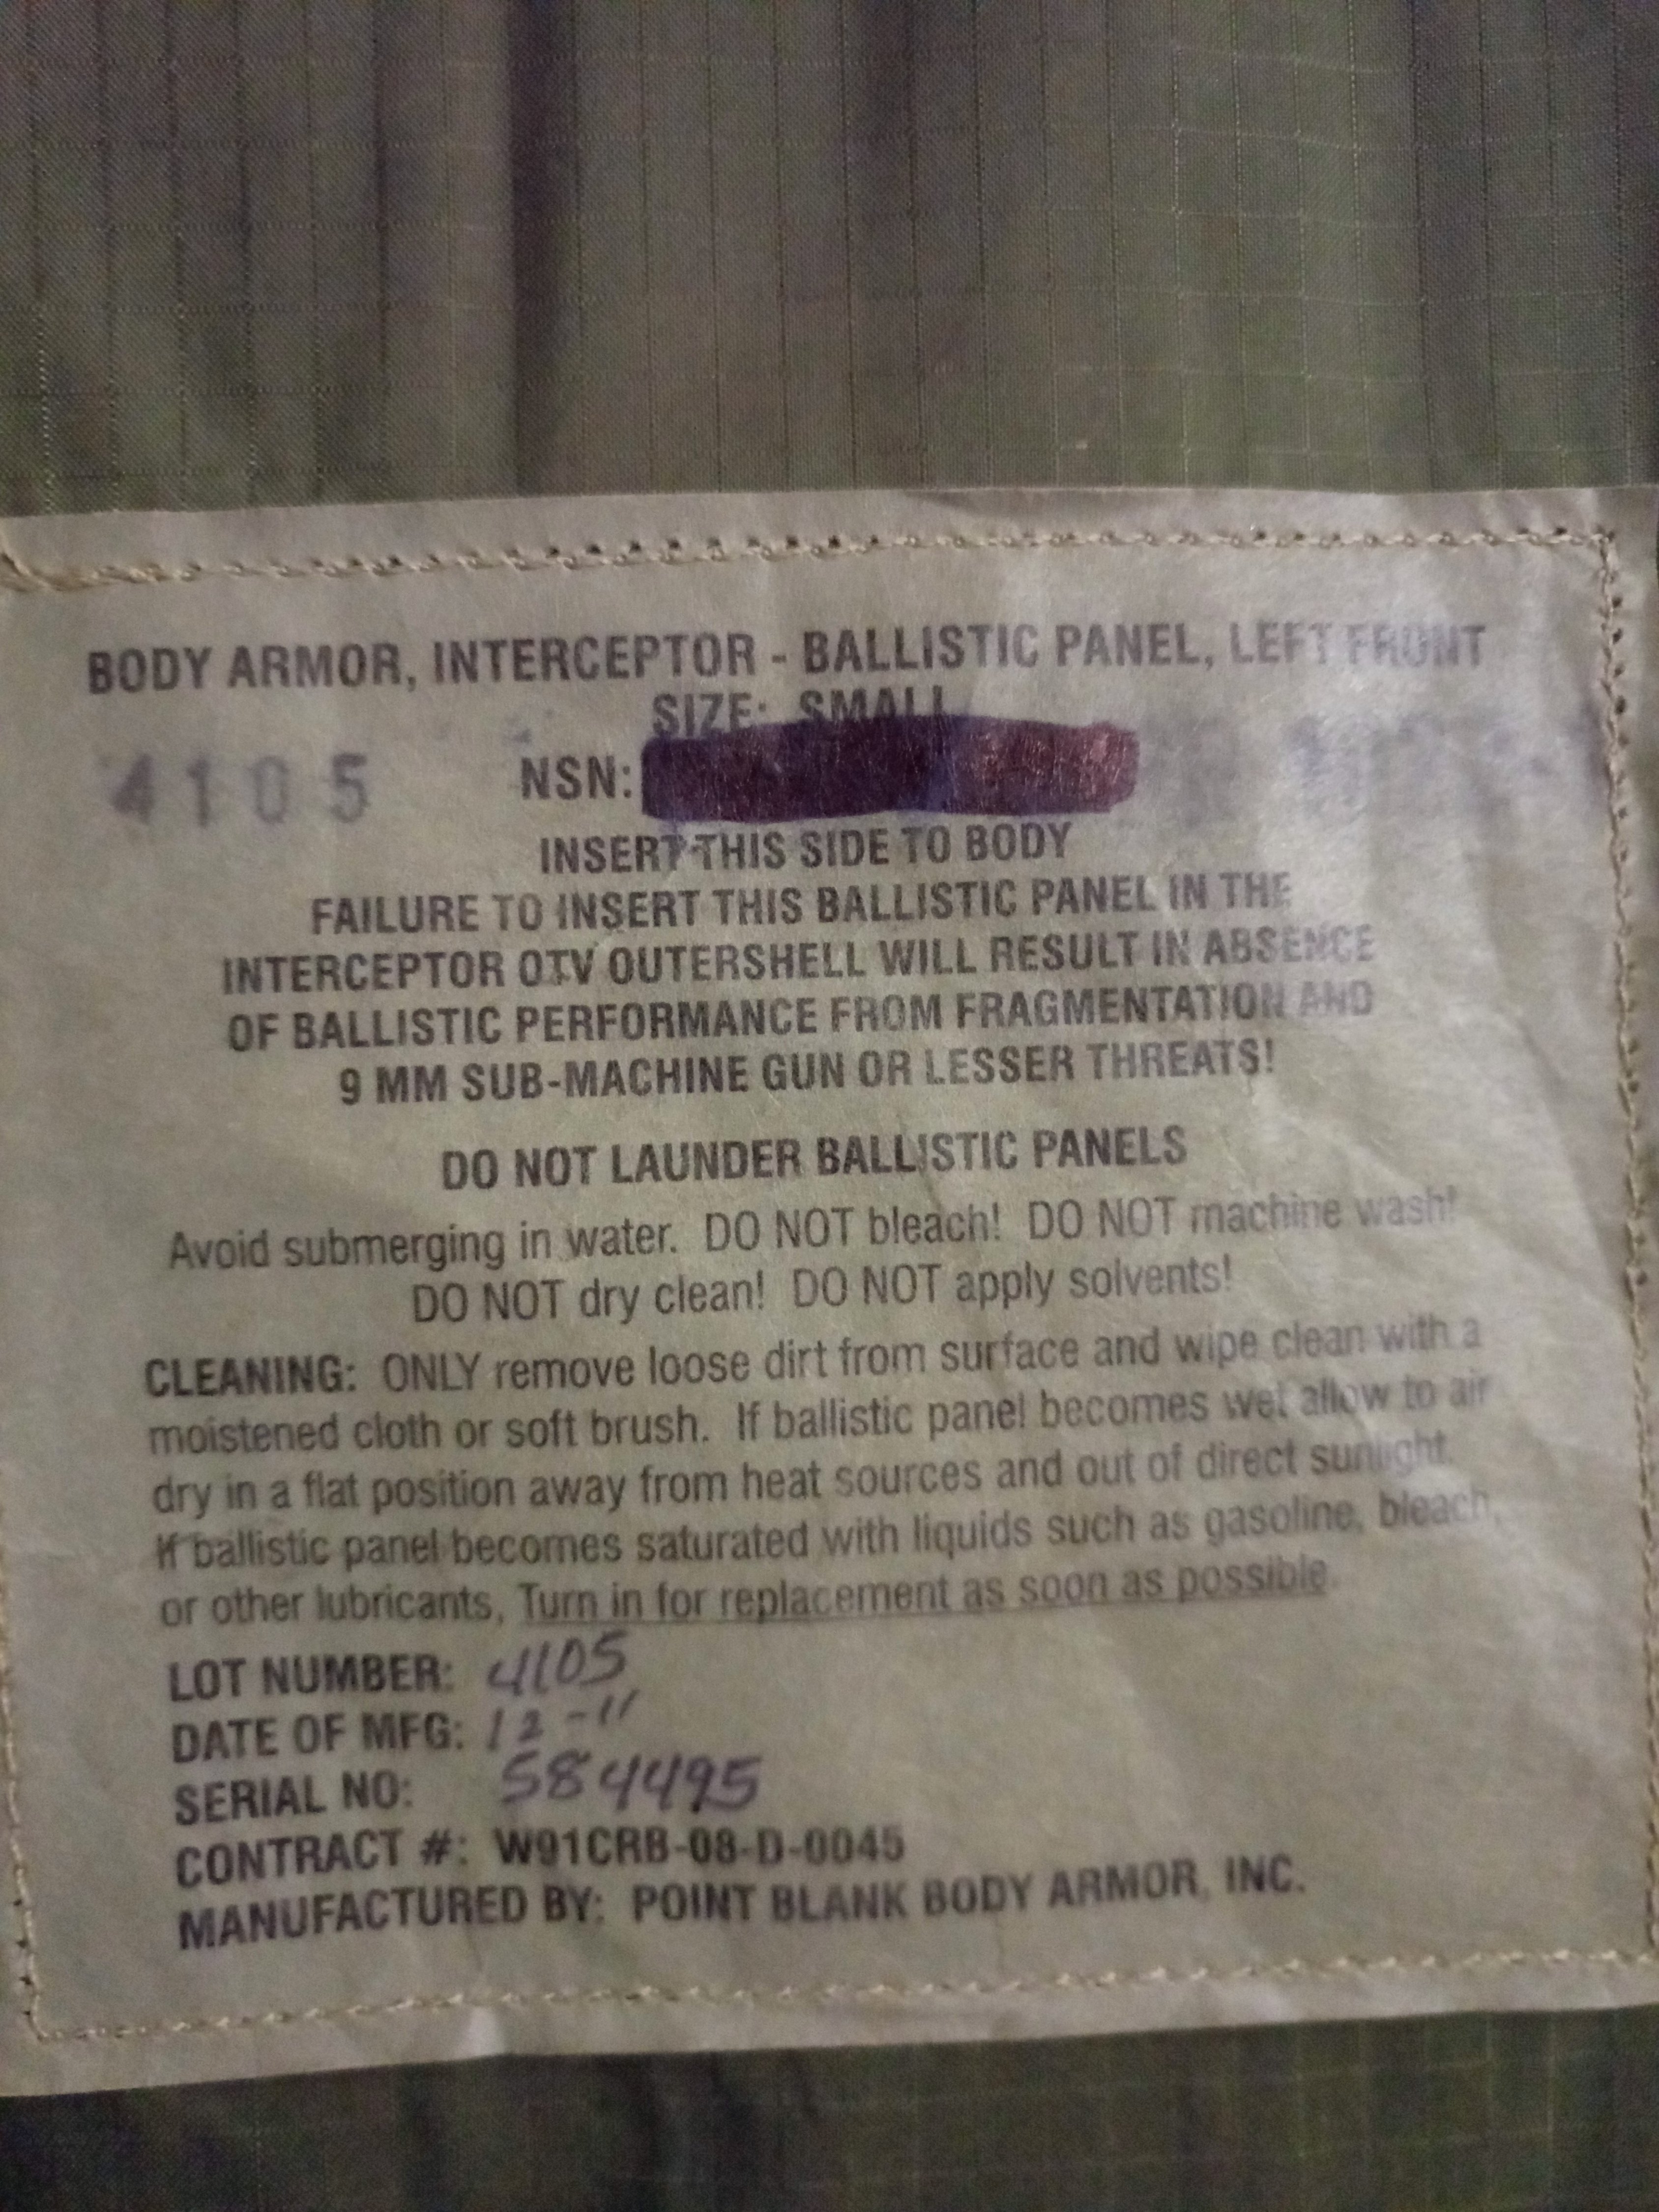 BODY ARMOR, INTERCEPTOR - BALLISTIC PANEL, LEFT FRONT
SIZE: SMALL
4105 NSN:
INSERT THIS SIDE TO BODY
FAILURE TO INSERT THIS BALLISTIC PANEL IN THE
INTERCEPTOR OTV OUTERSHELL WILL RESULT IN ABSENCE
OF BALLISTIC PERFORMANCE FROM FRAGMENTATION AND
9 MM SUB-MACHINE GUN OR LESSER THREATS!
DO NOT LAUNDER BALLISTIC PANELS
Avoid submerging in water. DO NOT bleach! DO NOT machine wash!
DO NOT dry clean! DO NOT apply solvents!
CLEANING: ONLY remove loose dirt from surface and wipe clean with a
moistened cloth or soft brush. If ballistic panel becomes wet allow to air
dry in a flat position away from heat sources and out of direct sunlight.
If ballistic panel becomes saturated with liquids such as gasoline, bleach,
or other lubricants, Turn in for replacement as soon as possible.
LOT NUMBER: 4105
DATE OF MFG: 12-11
SERIAL NO: 584495
CONTRACT #: W91CRB-08-D-0045
MANUFACTURED BY: POINT BLANK BODY ARMOR, INC.